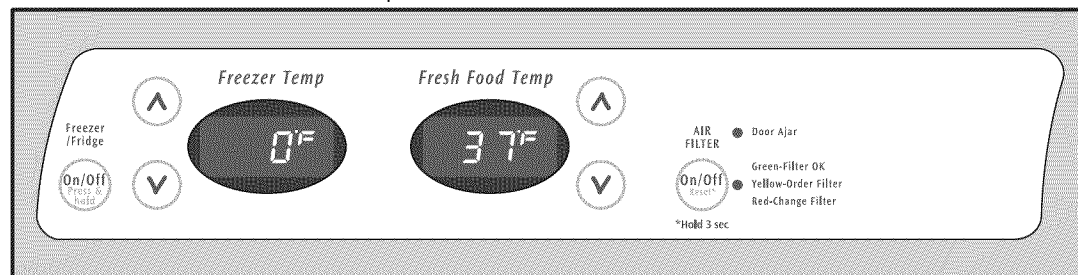 Freezer Temp
Fresh Food Temp
Freezer
/Fridge
On/Off
Press &
Hold
0°F
37°F
AIR
FILTER
Door Ajar
On/Off
Reset*
*Hold 3 sec
Green-Filter OK
Yellow-Order Filter
Red-Change Filter